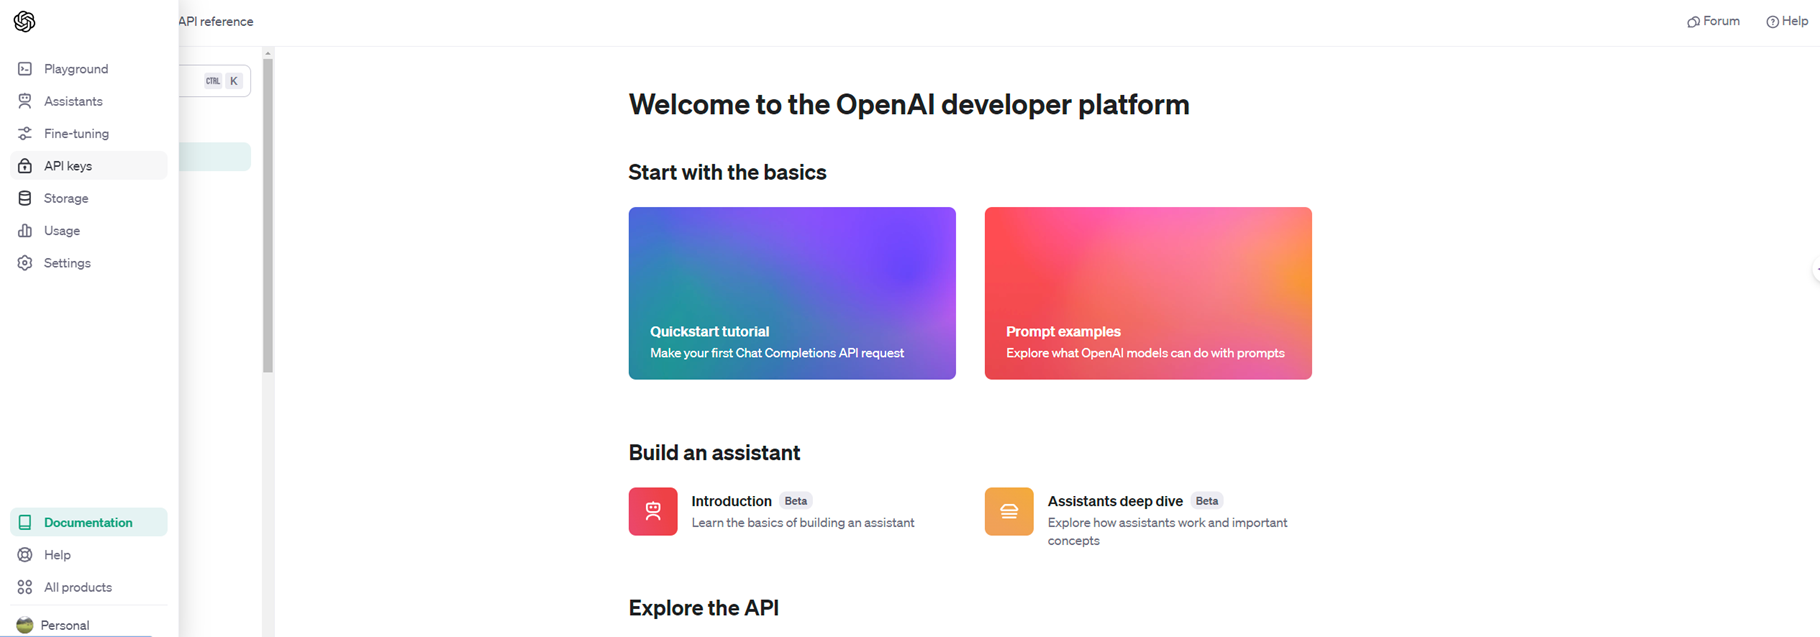 API reference
Forum
Help
Playground
Assistants
Fine-tuning
API keys
Storage
Usage
Settings
Documentation
Help
All products
Personal
CTRL K
Welcome to the OpenAI developer platform
Start with the basics
Quickstart tutorial
Make your first Chat Completions API request
Prompt examples
Explore what OpenAI models can do with prompts
Build an assistant
Introduction Beta
Learn the basics of building an assistant
Assistants deep dive Beta
Explore how assistants work and important
concepts
Explore the API